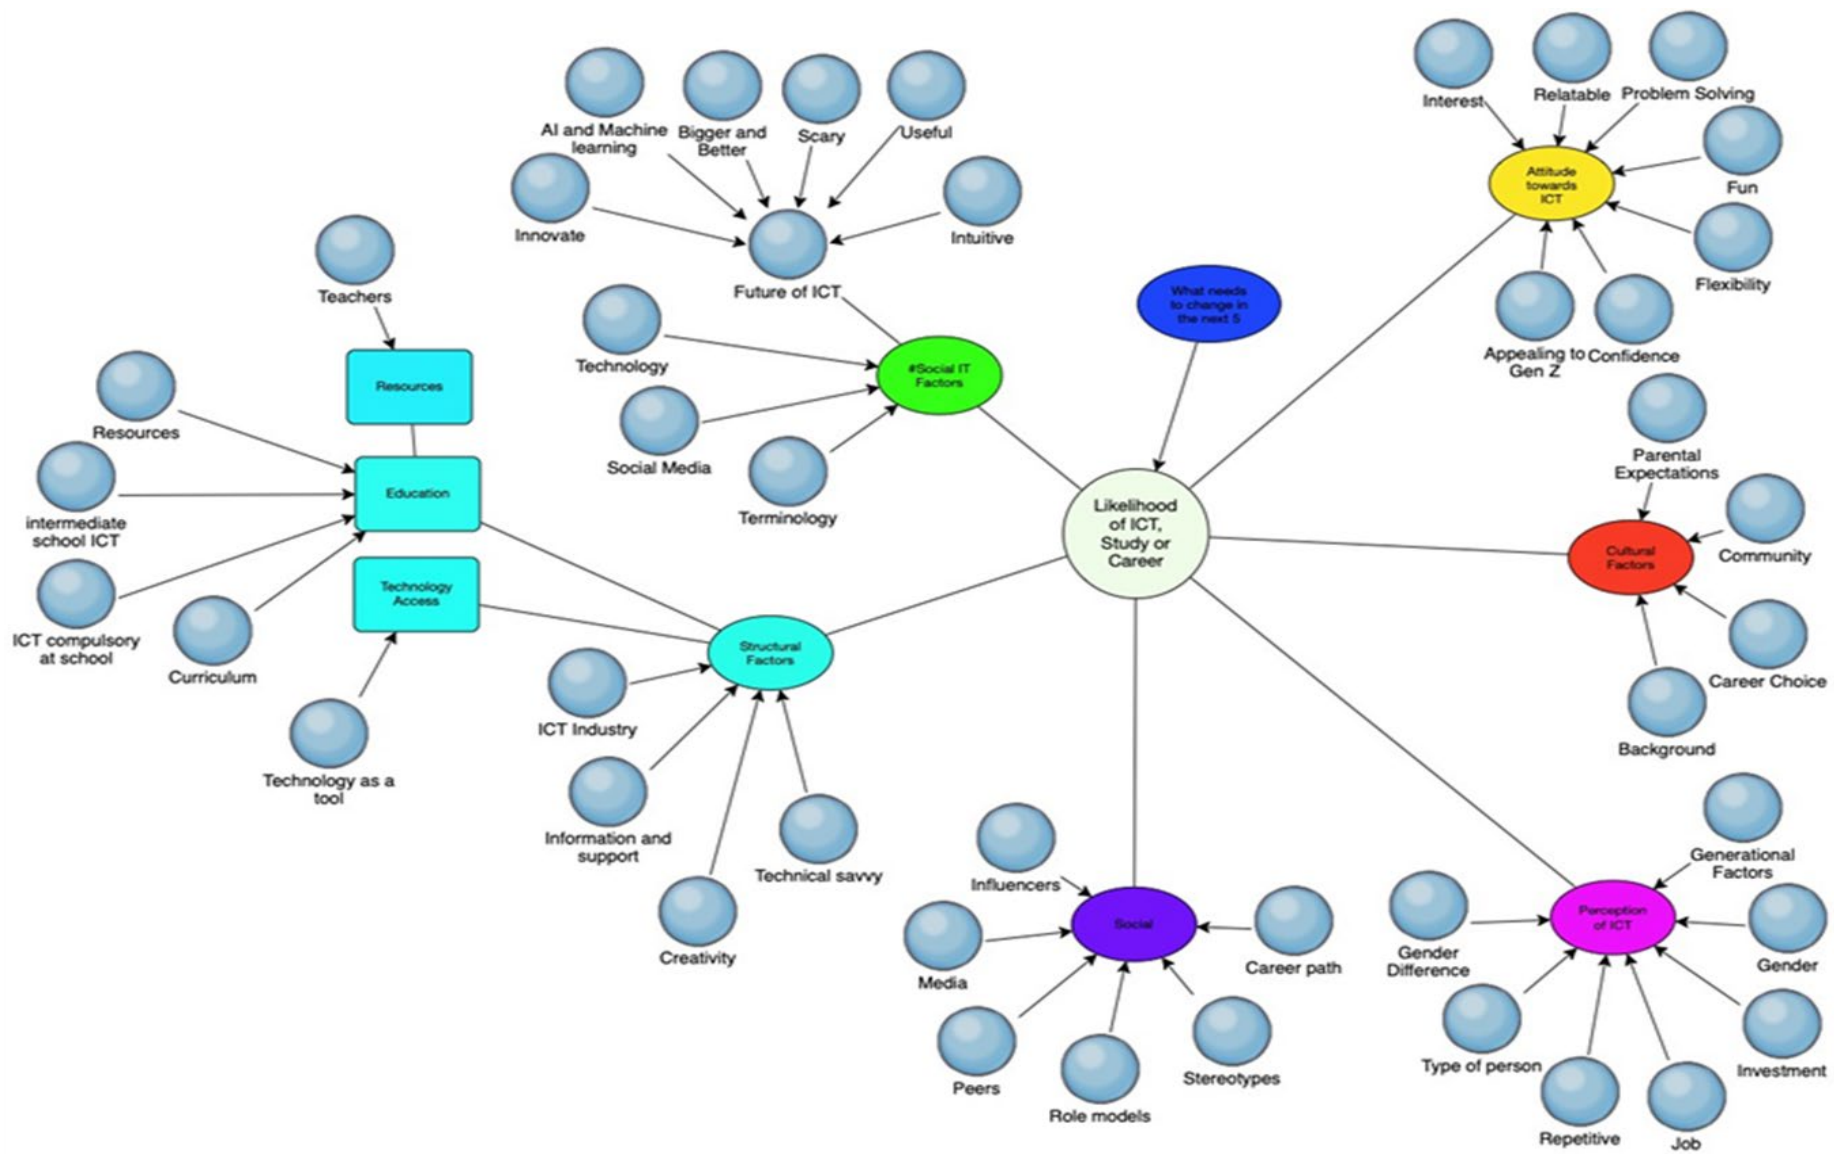 AI and Machine
learning
Bigger and
Better
Scary
Useful
Innovate
Intuitive
Future of ICT
Interest
Relatable
Problem Solving
Attitude
towards
ICT
Fun
Flexibility
Appealing to
Gen Z
Confidence
Teachers
Resources
Resources
intermediate
school ICT
Education
ICT compulsory
at school
Curriculum
Technology
Access
Technology as a
tool
Technology
#Social IT
Factors
Social Media
Terminology
What needs
to change in
the next 5
Likelihood
of ICT,
Study or
Career
Parental
Expectations
Community
Cultural
Factors
Career Choice
Background
Structural
Factors
ICT Industry
Information and
support
Creativity
Technical savvy
Influencers
Social
Media
Career path
Peers
Role models
Stereotypes
Generational
Factors
Perception
of ICT
Gender
Difference
Gender
Type of person
Investment
Repetitive
Job